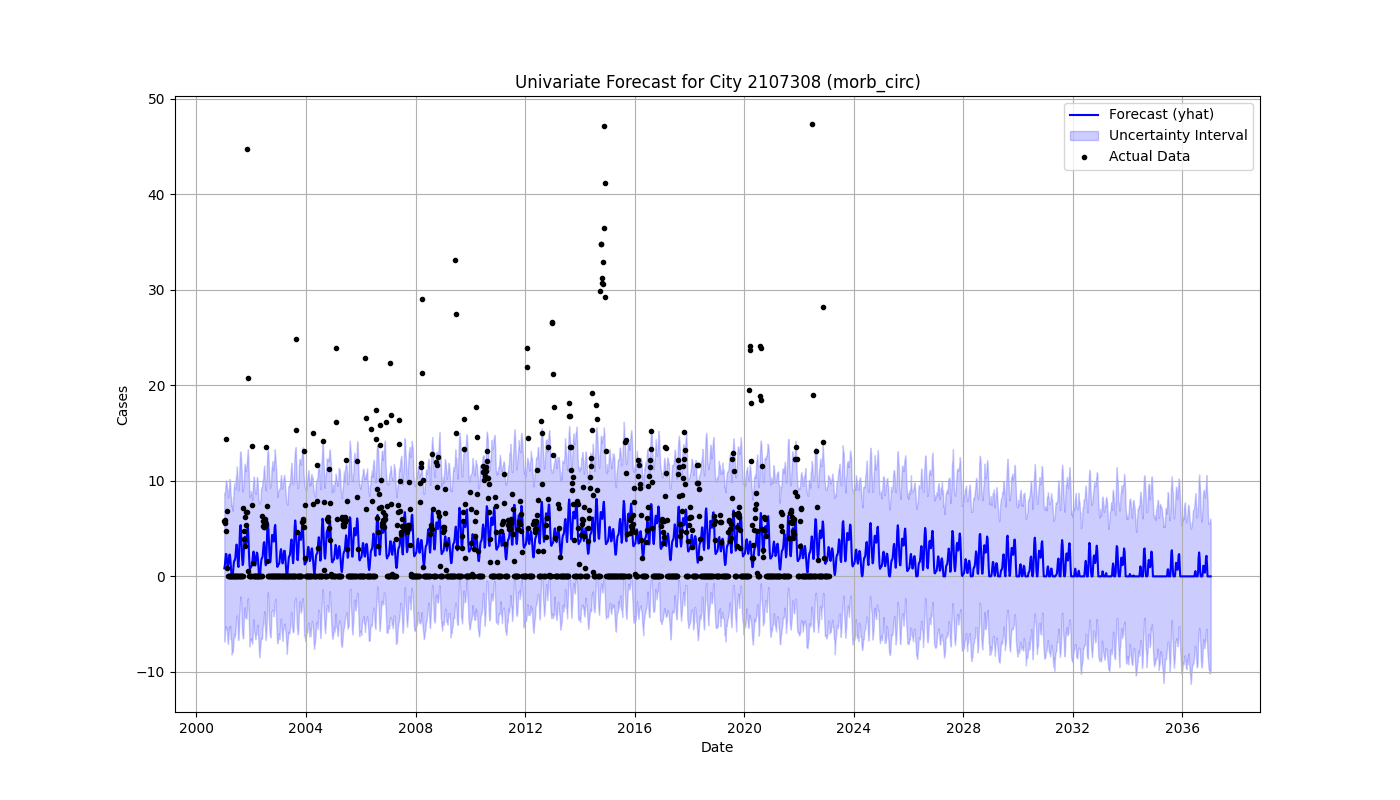 Univariate Forecast for City 2107308 (morb_circ)
Forecast (yhat)
Uncertainty Interval
Actual Data
50
40
30
20
10
0
−10
Cases
2000 2004 2008 2012 2016 2020 2024 2028 2032 2036
Date